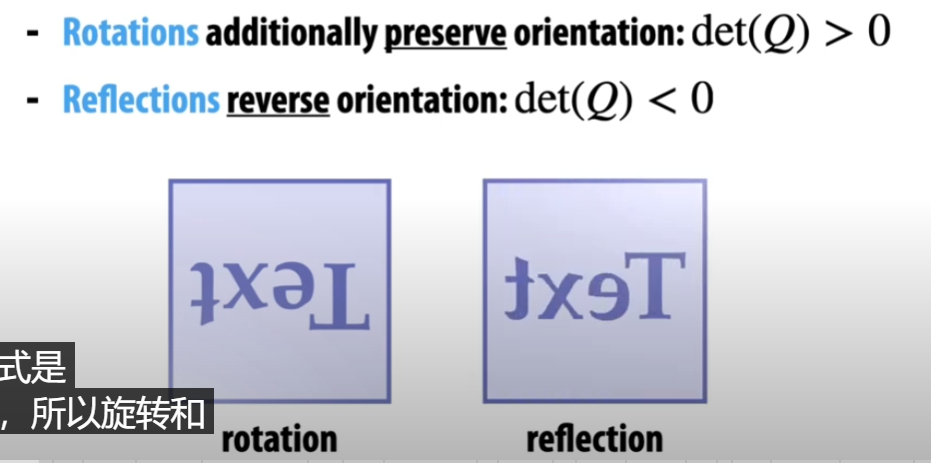 - Rotations additionally preserve orientation: det(Q) > 0
- Reflections reverse orientation: det(Q) < 0
Text
Text
式是
，所以旋转和
rotation
reflection